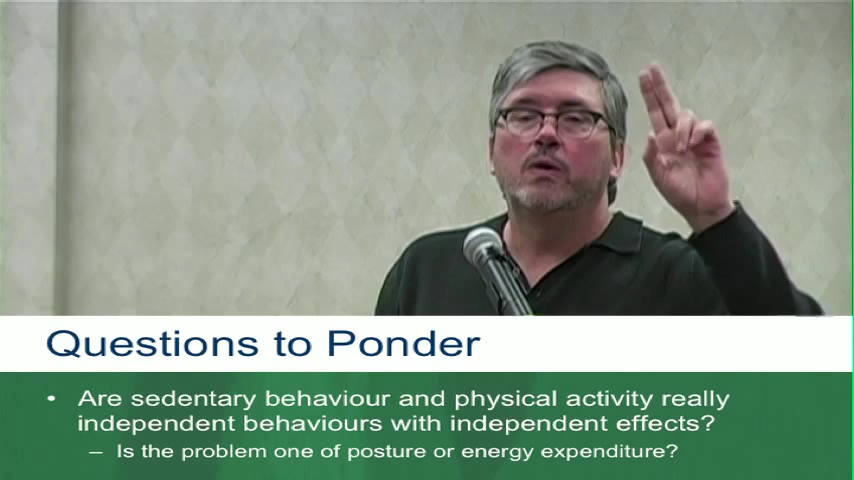 Questions to Ponder
• Are sedentary behaviour and physical activity really
independent behaviours with independent effects?
– Is the problem one of posture or energy expenditure?